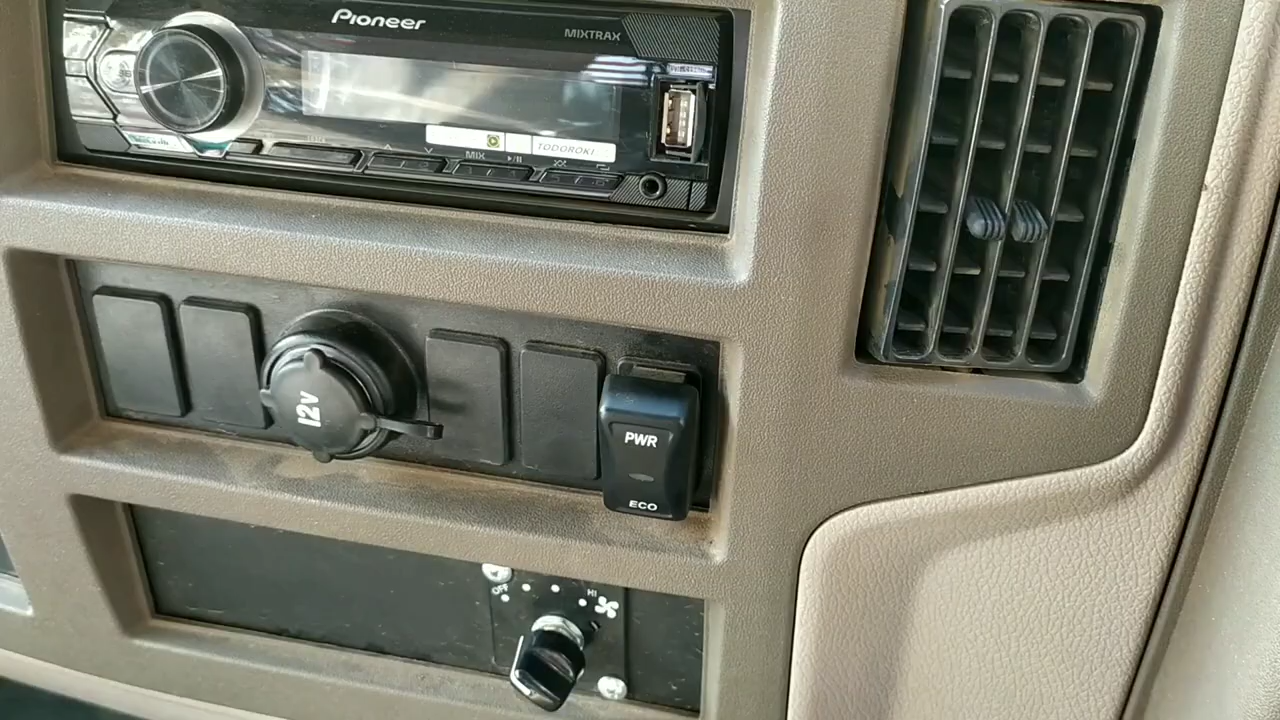 Pioneer
MIXTRAX
TODOROKI
MIX
12V
PWR
ECO
OFF
HI